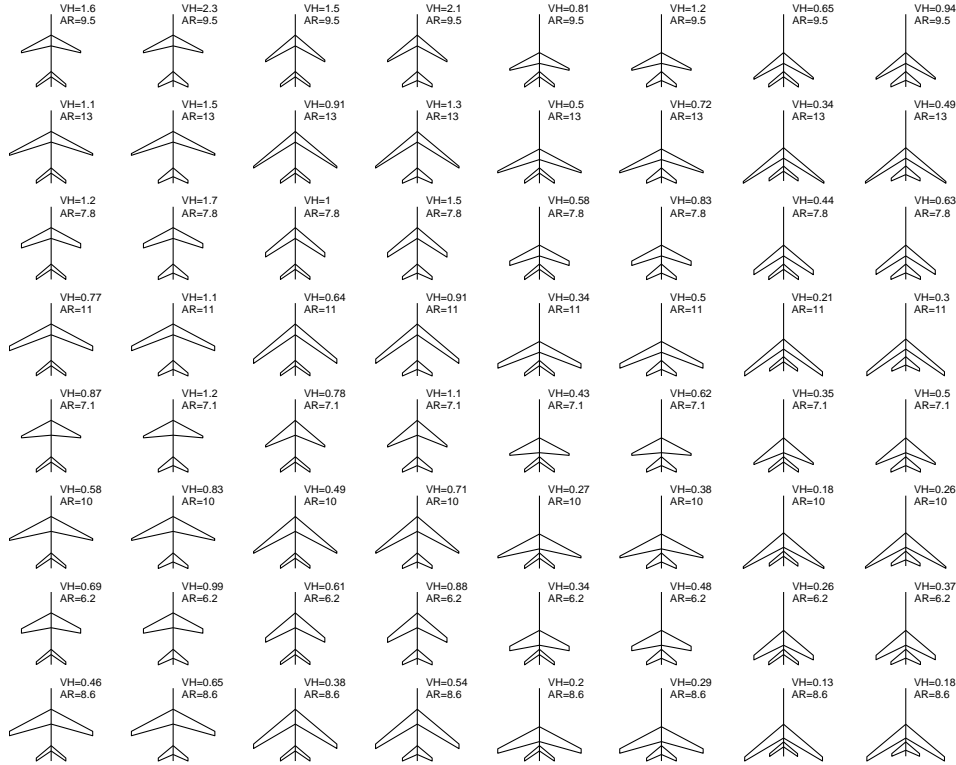 VH=1.6
AR=9.5
VH=2.3
AR=9.5
VH=1.5
AR=9.5
VH=2.1
AR=9.5
VH=0.81
AR=9.5
VH=1.2
AR=9.5
VH=0.65
AR=9.5
VH=0.94
AR=9.5
VH=1.1
AR=13
VH=1.5
AR=13
VH=0.91
AR=13
VH=1.3
AR=13
VH=0.5
AR=13
VH=0.72
AR=13
VH=0.34
AR=13
VH=0.49
AR=13
VH=1.2
AR=7.8
VH=1.7
AR=7.8
VH=1
AR=7.8
VH=1.5
AR=7.8
VH=0.58
AR=7.8
VH=0.83
AR=7.8
VH=0.44
AR=7.8
VH=0.63
AR=7.8
VH=0.77
AR=11
VH=1.1
AR=11
VH=0.64
AR=11
VH=0.91
AR=11
VH=0.34
AR=11
VH=0.5
AR=11
VH=0.21
AR=11
VH=0.3
AR=11
VH=0.87
AR=7.1
VH=1.2
AR=7.1
VH=0.78
AR=7.1
VH=1.1
AR=7.1
VH=0.43
AR=7.1
VH=0.62
AR=7.1
VH=0.35
AR=7.1
VH=0.5
AR=7.1
VH=0.58
AR=10
VH=0.83
AR=10
VH=0.49
AR=10
VH=0.71
AR=10
VH=0.27
AR=10
VH=0.38
AR=10
VH=0.18
AR=10
VH=0.26
AR=10
VH=0.69
AR=6.2
VH=0.99
AR=6.2
VH=0.61
AR=6.2
VH=0.88
AR=6.2
VH=0.34
AR=6.2
VH=0.48
AR=6.2
VH=0.26
AR=6.2
VH=0.37
AR=6.2
VH=0.46
AR=8.6
VH=0.65
AR=8.6
VH=0.38
AR=8.6
VH=0.54
AR=8.6
VH=0.2
AR=8.6
VH=0.29
AR=8.6
VH=0.13
AR=8.6
VH=0.18
AR=8.6